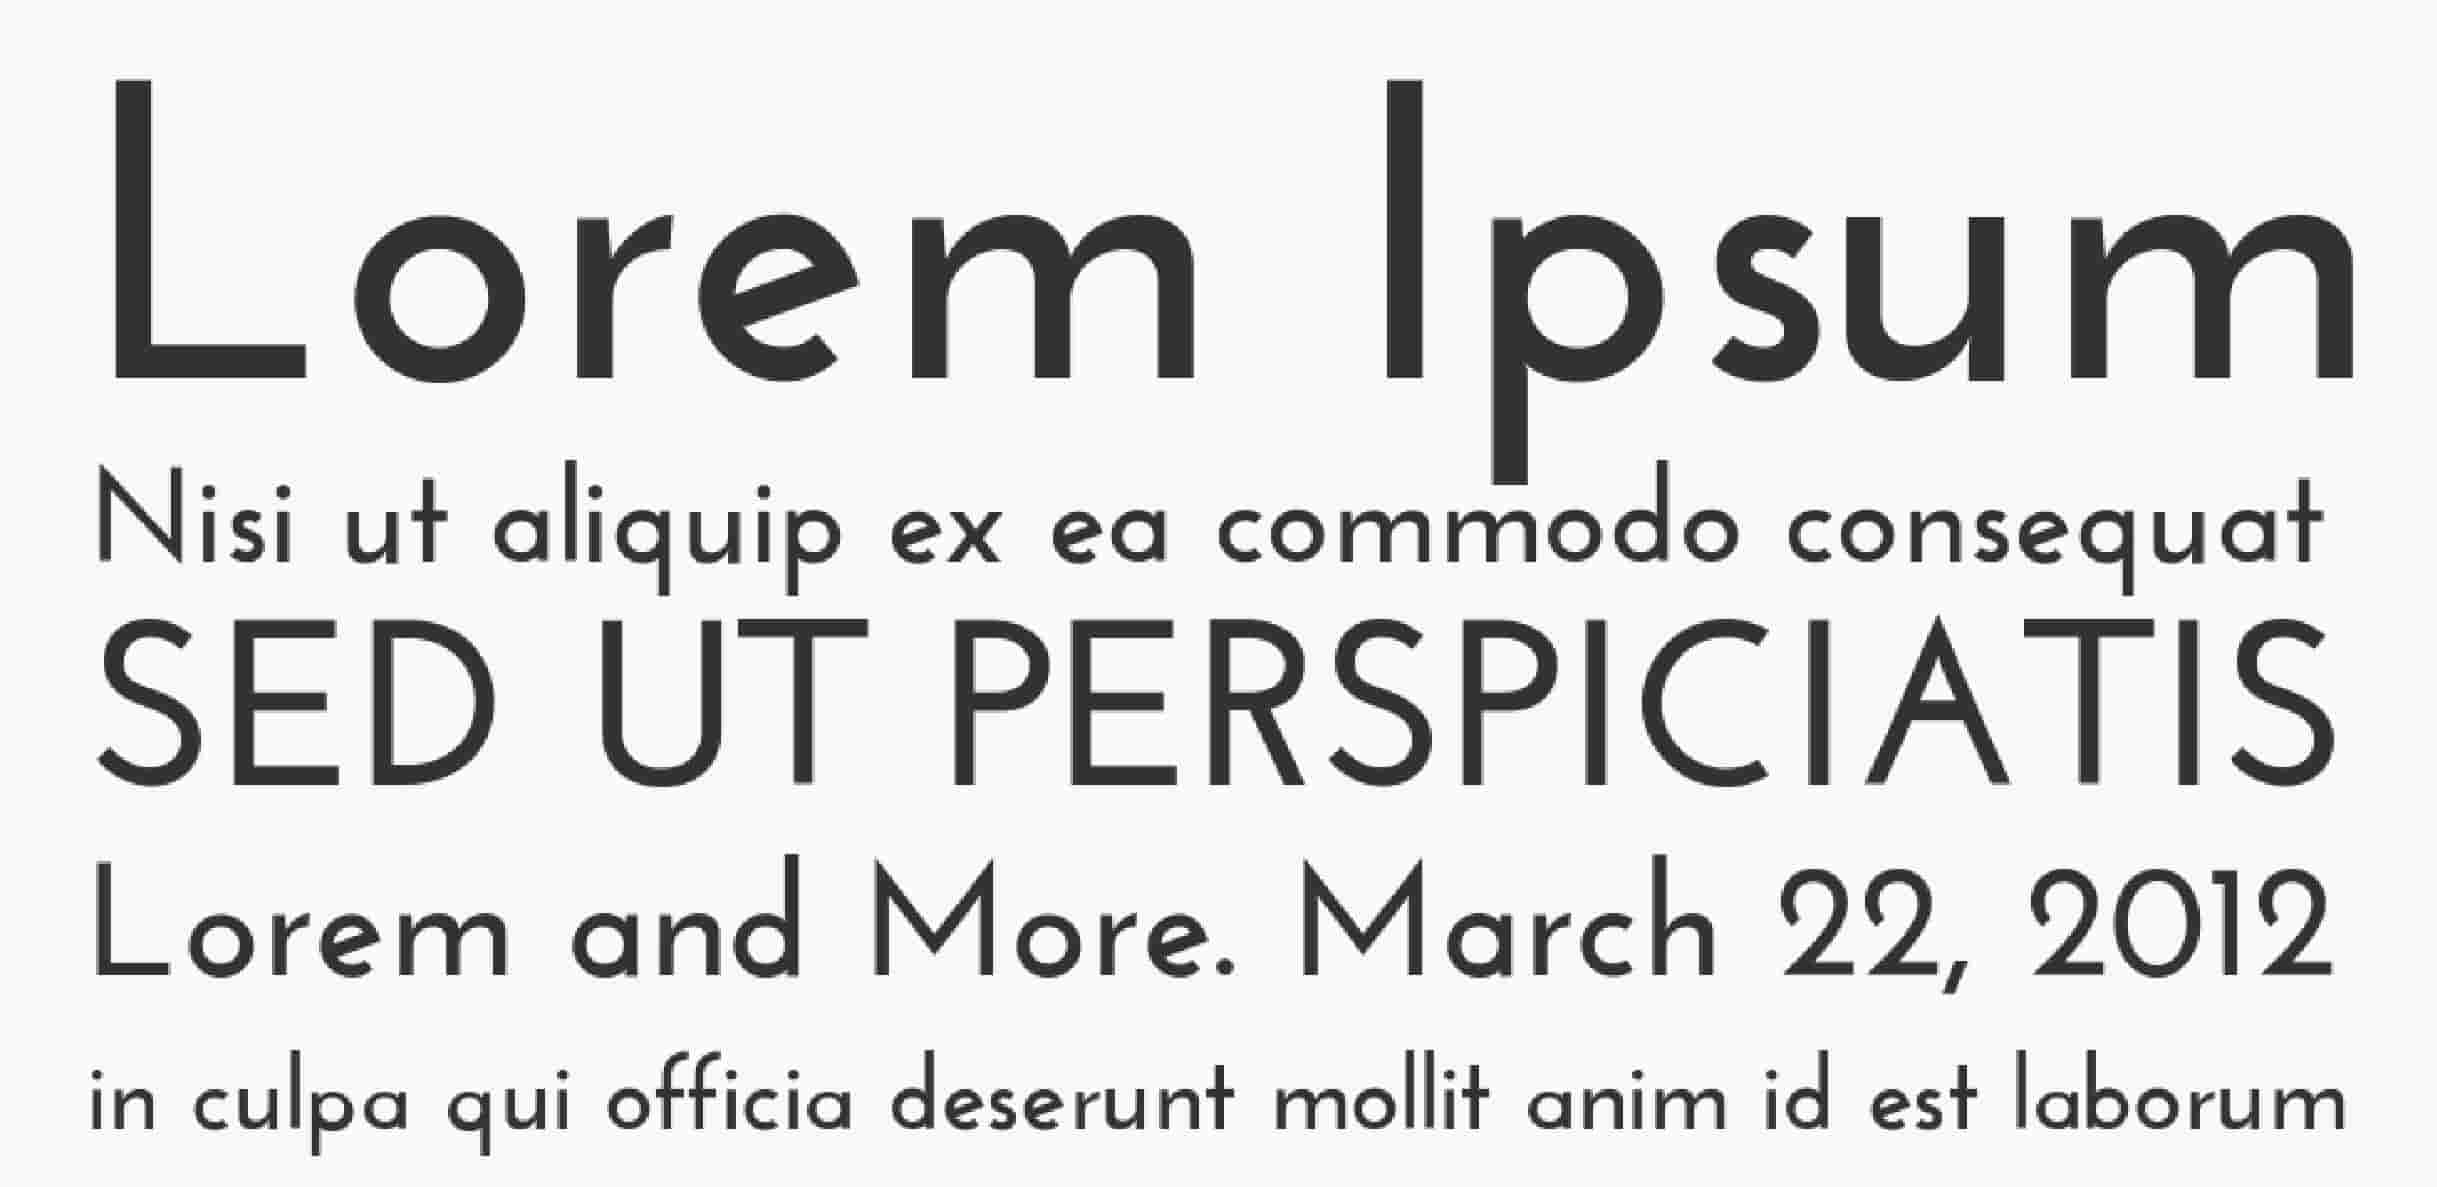 Lorem Ipsum
Nisi ut aliquip ex ea commodo consequat
SED UT PERSPICIATIS
Lorem and More. March 22, 2012
in culpa qui officia deserunt mollit anim id est laborum